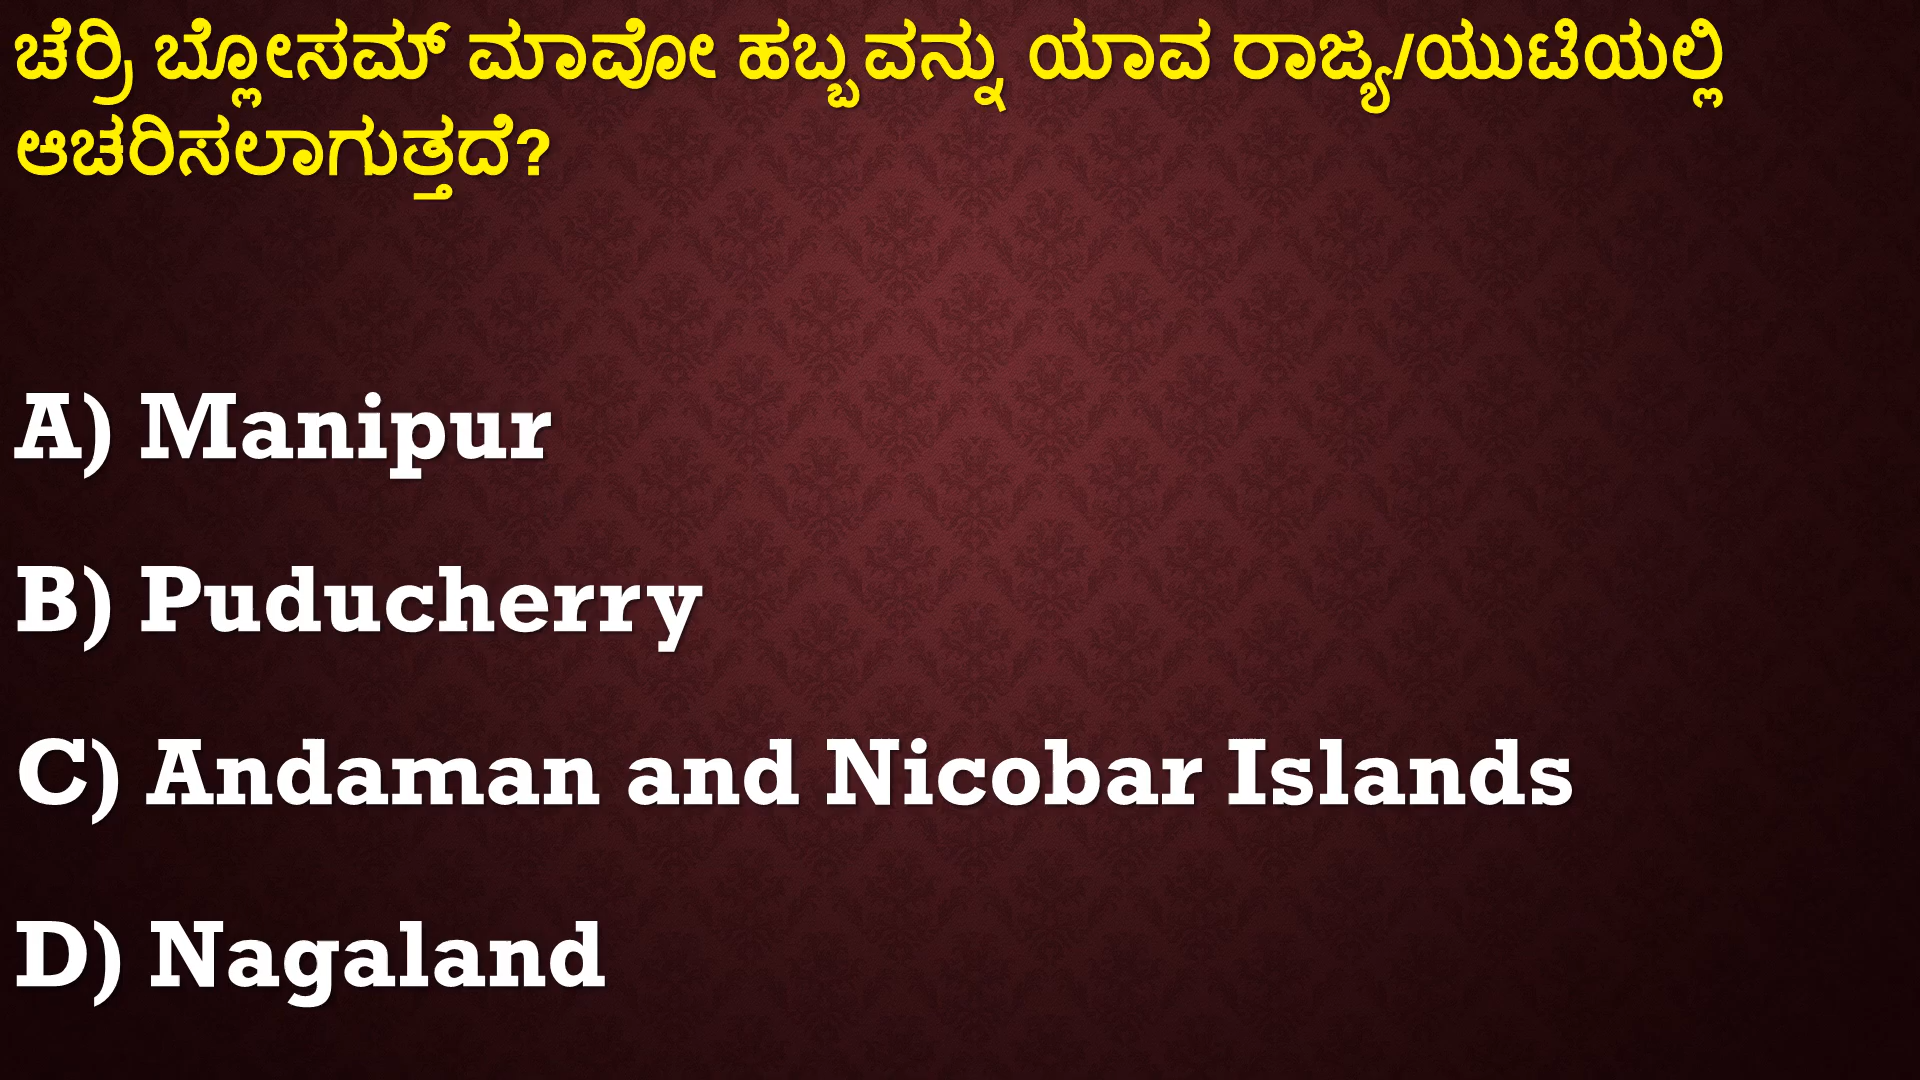 ಚೆರ್ರಿ ಬ್ಲೋಸಮ್ ಮಾವೋ ಹಬ್ಬವನ್ನು ಯಾವ ರಾಜ್ಯ/ಯುಟಿಯಲ್ಲಿ
ಆಚರಿಸಲಾಗುತ್ತದೆ?
A) Manipur
B) Puducherry
C) Andaman and Nicobar Islands
D) Nagaland